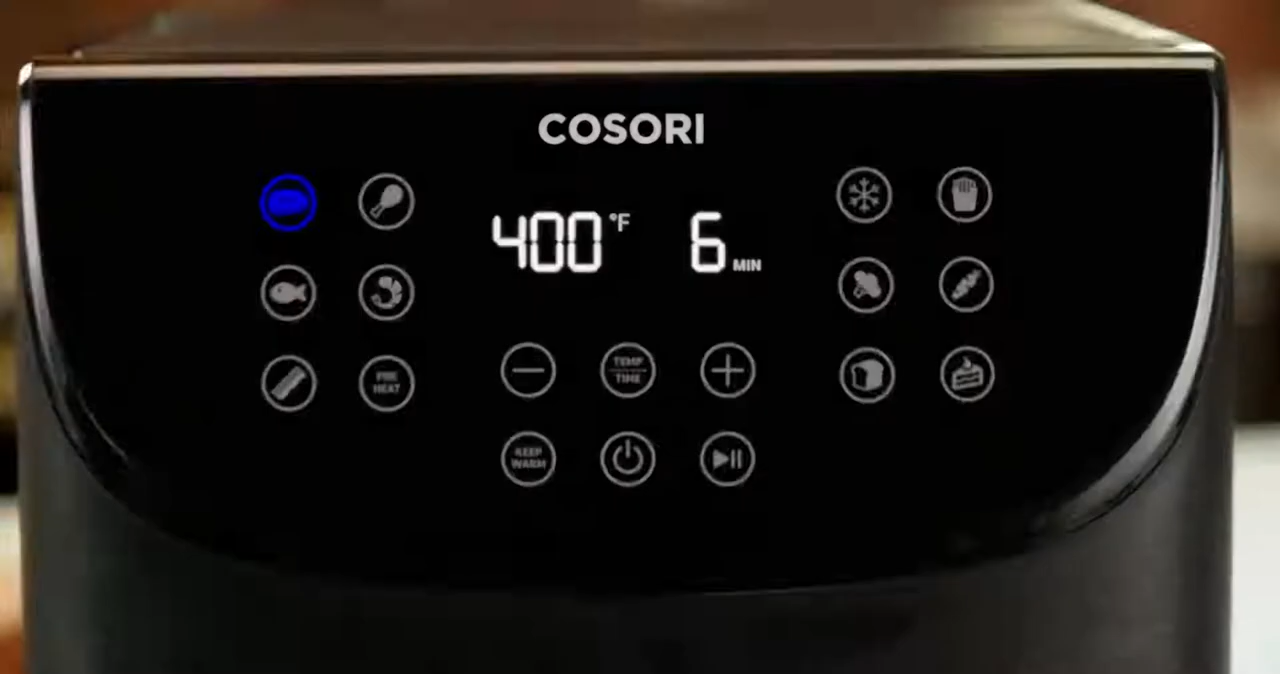 COSORI
400 °F 6 MIN
PRE
HEAT
TEMP
TIME
KEEP
WARM